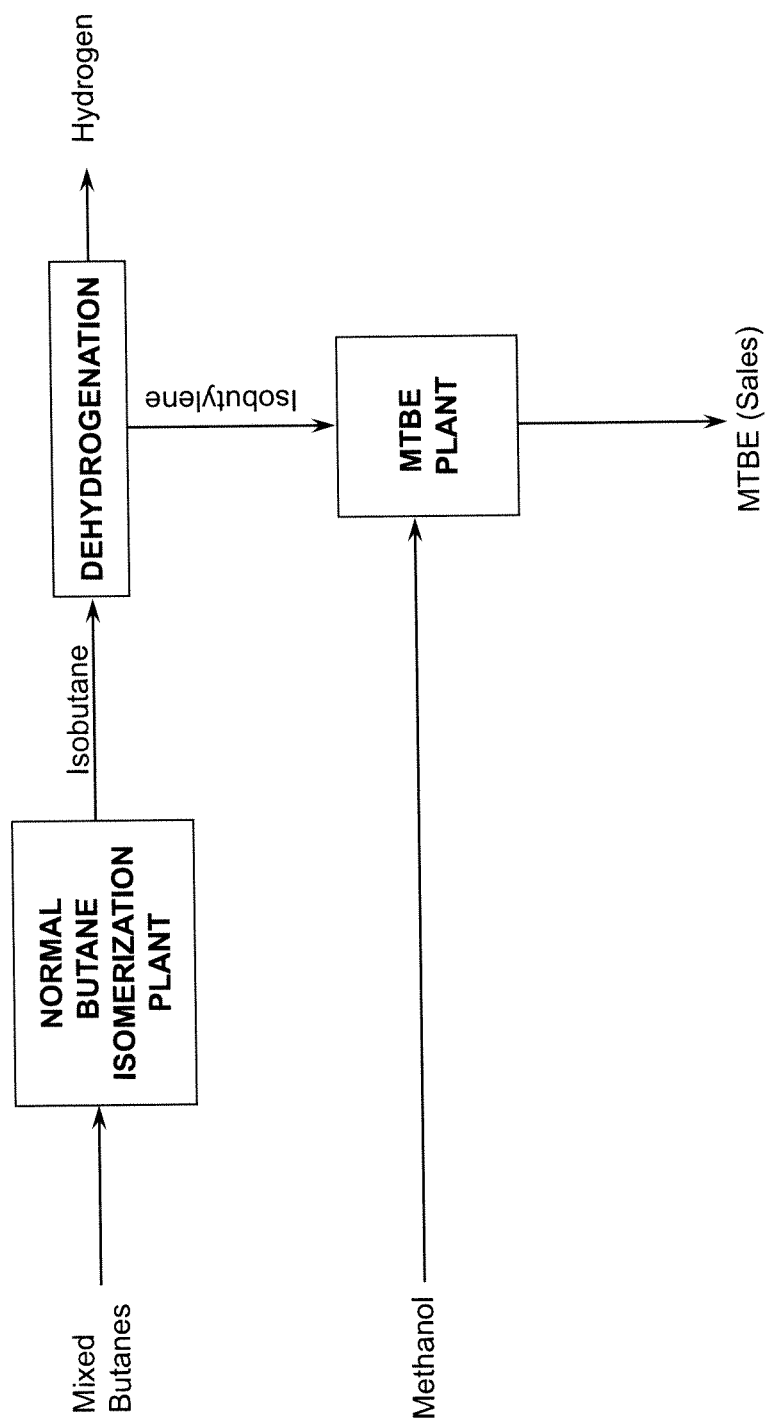 Mixed
Butanes
NORMAL
BUTANE
ISOMERIZATION
PLANT
Isobutane
DEHYDROGENATION
Hydrogen
Isobutylene
Methanol
MTBE
PLANT
MTBE (Sales)